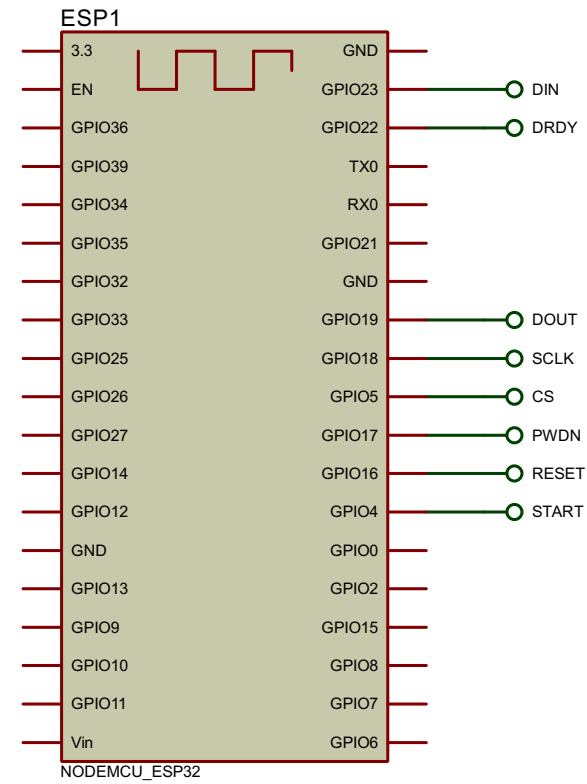 ESP1
3.3 GND
EN GPIO23 DIN
GPIO36 GPIO22 DRDY
GPIO39 TX0
GPIO34 RX0
GPIO35 GPIO21
GPIO32 GND
GPIO33 GPIO19 DOUT
GPIO25 GPIO18 SCLK
GPIO26 GPIO5 CS
GPIO27 GPIO17 PWDN
GPIO14 GPIO16 RESET
GPIO12 GPIO4 START
GND GPIO0
GPIO13 GPIO2
GPIO9 GPIO15
GPIO10 GPIO8
GPIO11 GPIO7
Vin GPIO6
NODEMCU_ESP32